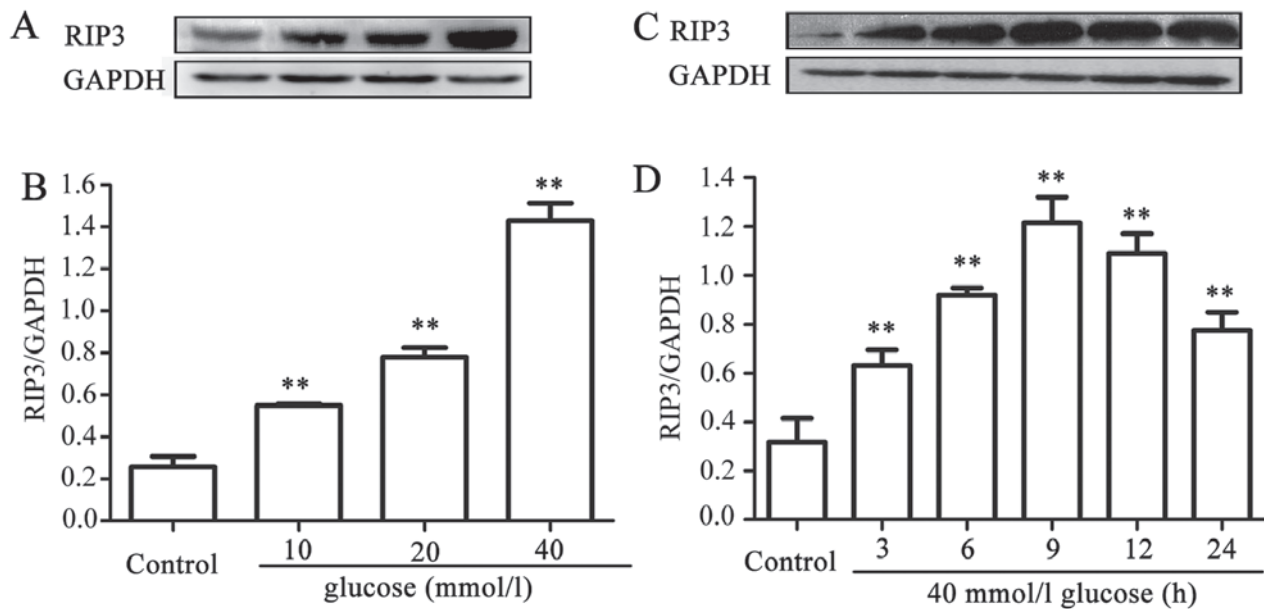 A
RIP3
GAPDH
C
RIP3
GAPDH
B
RIP3/GAPDH
1.6
1.4
1.2
1.0
0.8
0.6
0.4
0.2
0.0
**
**
**
Control
10
20
40
glucose (mmol/l)
D
RIP3/GAPDH
1.4
1.2
1.0
0.8
0.6
0.4
0.2
0.0
**
**
**
**
**
Control
3
6
9
12
24
40 mmol/l glucose (h)